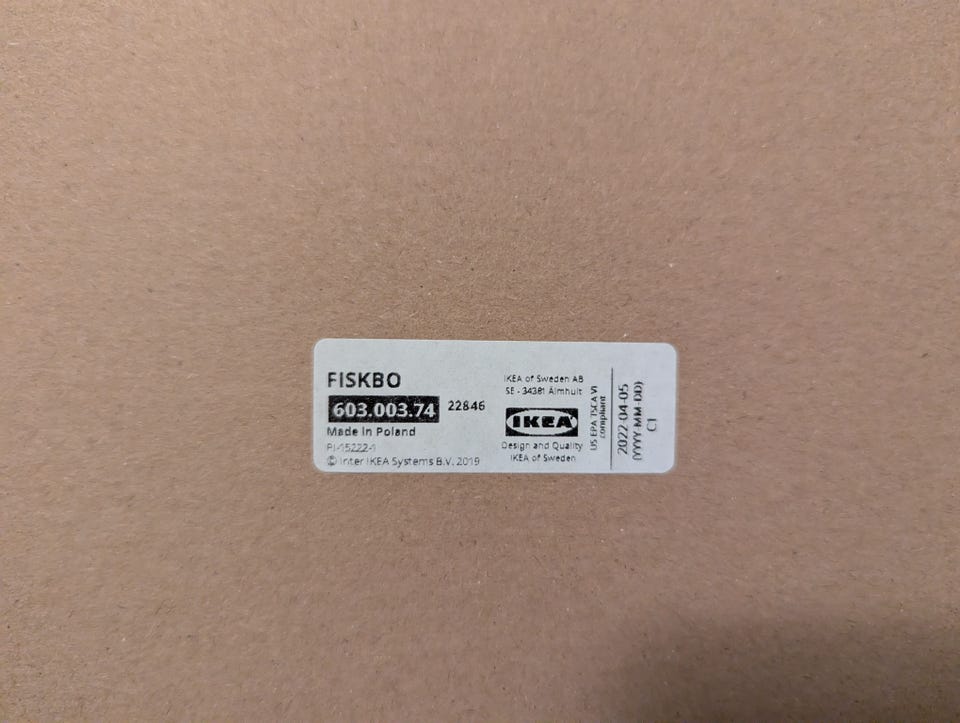 FISKBO
603.003.74 22846
Made in Poland
PI-15222-1
© Inter IKEA Systems B.V. 2019
IKEA of Sweden AB
SE - 34381 Älmhult
IKEA
Design and Quality
IKEA of Sweden
US EPA TSCA VI
compliant
2022-04-05
(YYYY-MM-DD)
C1